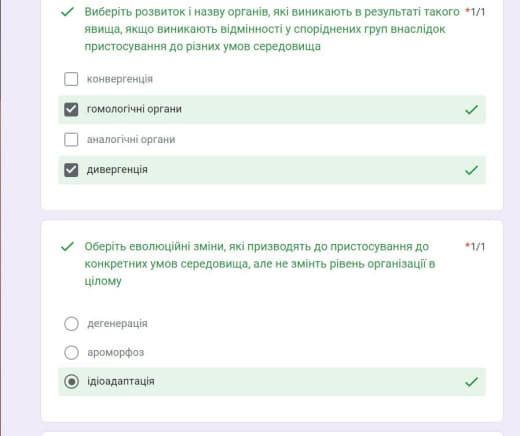 Виберіть розвиток і назву органів, які виникають в результаті такого *1/1
явища, якщо виникають відмінності у споріднених груп внаслідок
пристосування до різних умов середовища
конвергенція
гомологічні органи
аналогічні органи
дивергенція
Оберіть еволюційні зміни, які призводять до пристосування до *1/1
конкретних умов середовища, але не змінть рівень організації в
цілому
дегенерація
ароморфоз
ідіоадаптація